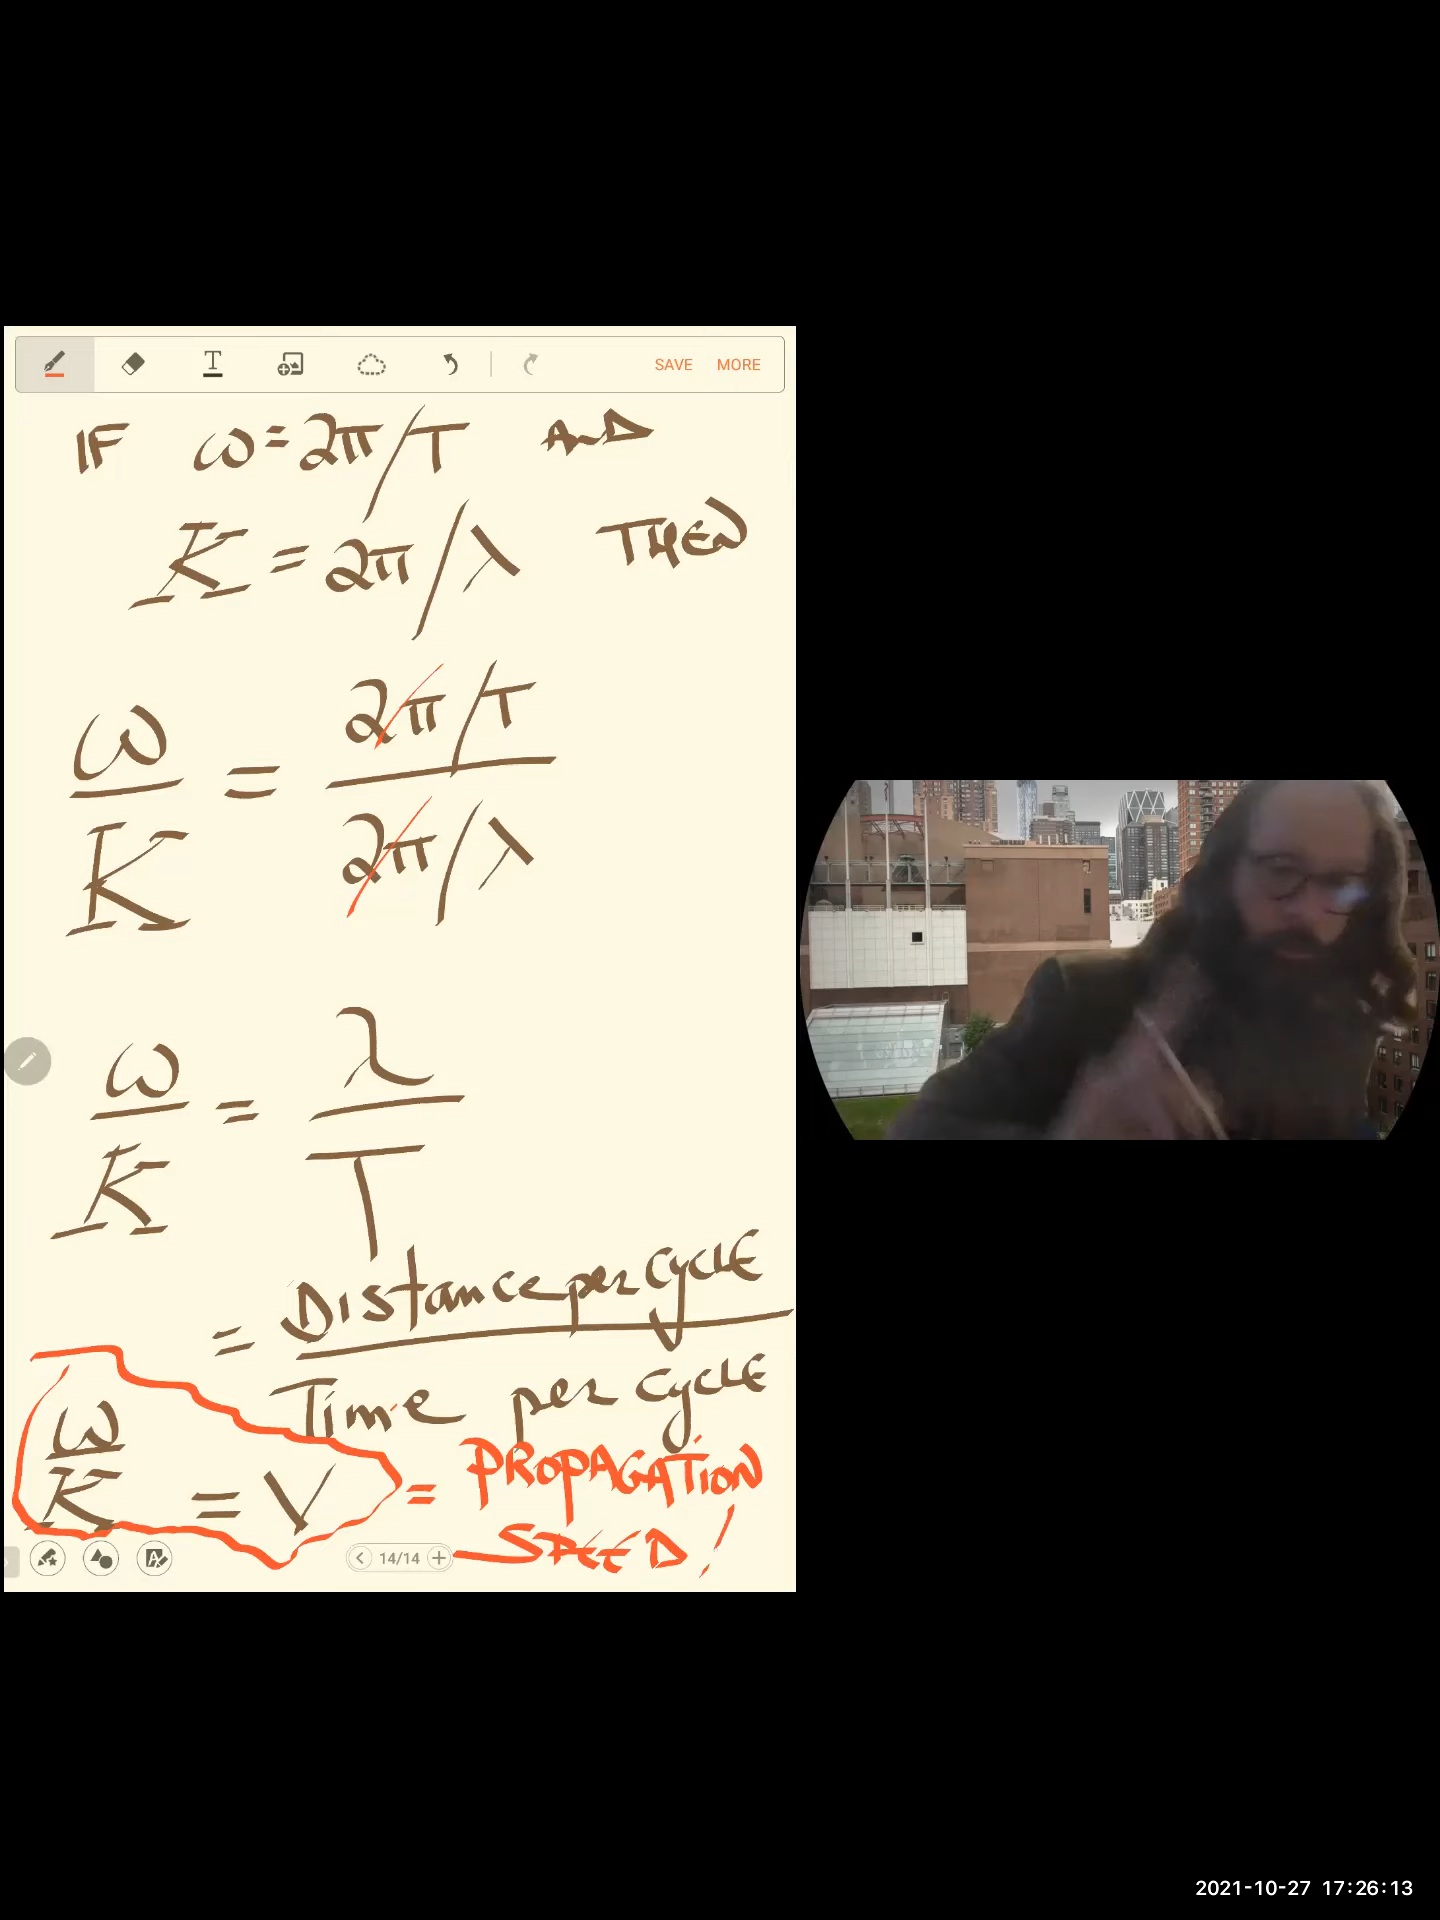 T SAVE MORE
IF ω=2π/T AND
K = 2π/λ THEN
ω/K = 2π/T / 2π/λ
ω/K = λ/T
= Distance per cycle / Time per cycle
ω/K = V = PROPAGATION
SPEED!
14/14
2021-10-27 17:26:13